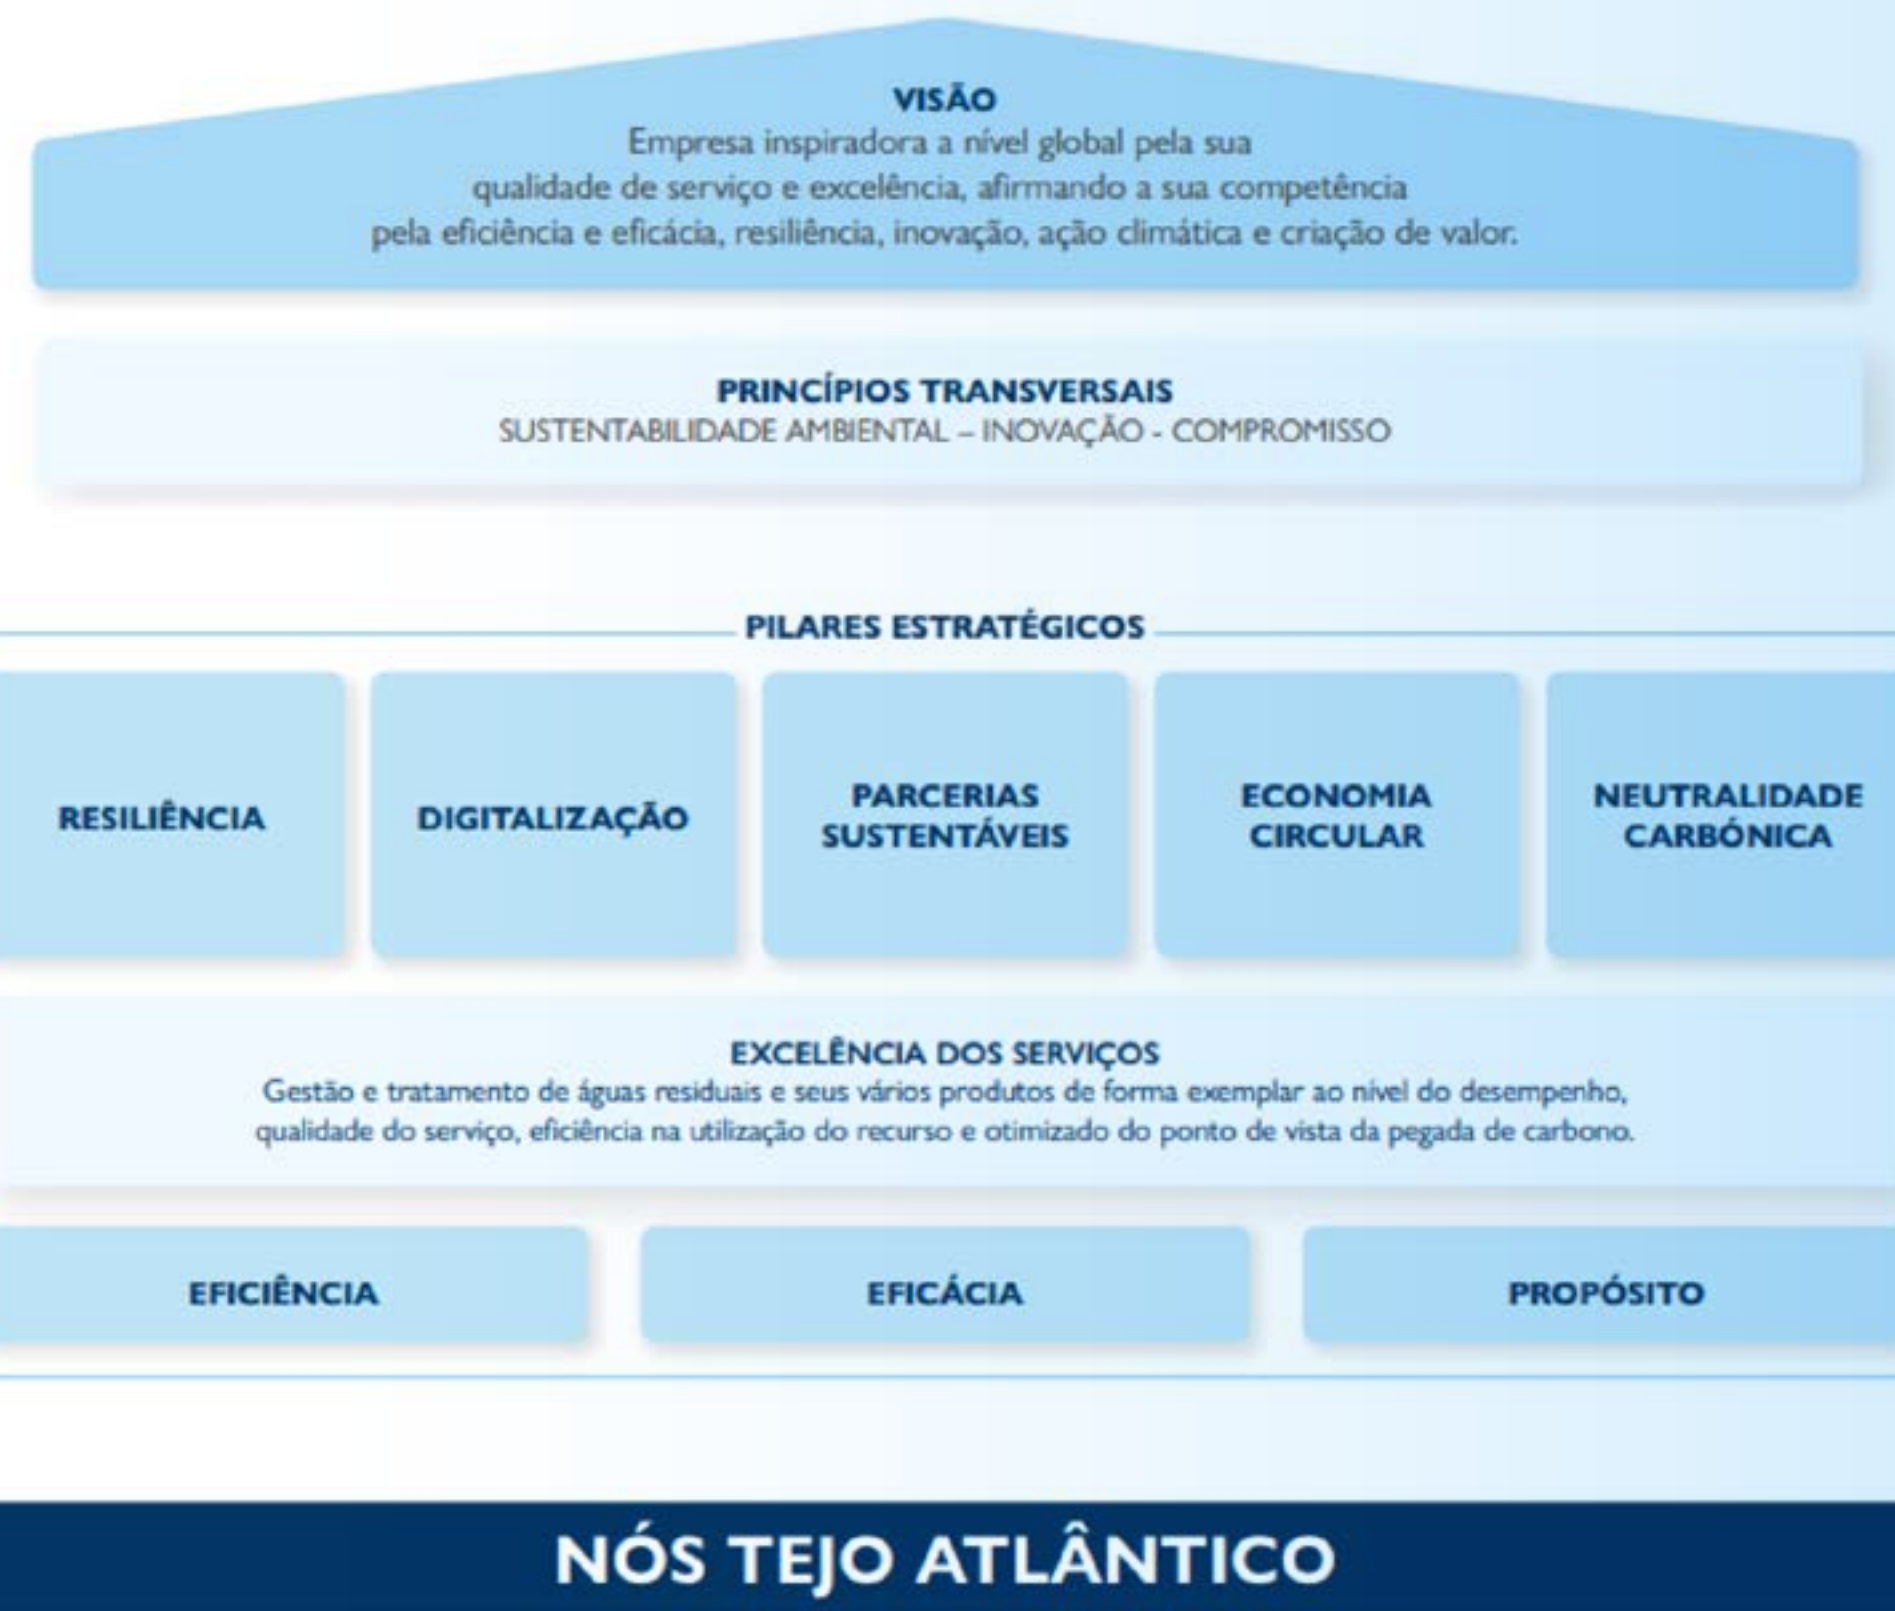 VISÃO
Empresa inspiradora a nível global pela sua
qualidade de serviço e excelência, afirmando a sua competência
pela eficiência e eficácia, resiliência, inovação, ação climática e criação de valor.
PRINCÍPIOS TRANSVERSAIS
SUSTENTABILIDADE AMBIENTAL – INOVAÇÃO - COMPROMISSO
PILARES ESTRATÉGICOS
RESILIÊNCIA
DIGITALIZAÇÃO
PARCERIAS
SUSTENTÁVEIS
ECONOMIA
CIRCULAR
NEUTRALIDADE
CARBÓNICA
EXCELÊNCIA DOS SERVIÇOS
Gestão e tratamento de águas residuais e seus vários produtos de forma exemplar ao nível do desempenho,
qualidade do serviço, eficiência na utilização do recurso e otimizado do ponto de vista da pegada de carbono.
EFICIÊNCIA
EFICÁCIA
PROPÓSITO
NÓS TEJO ATLÂNTICO